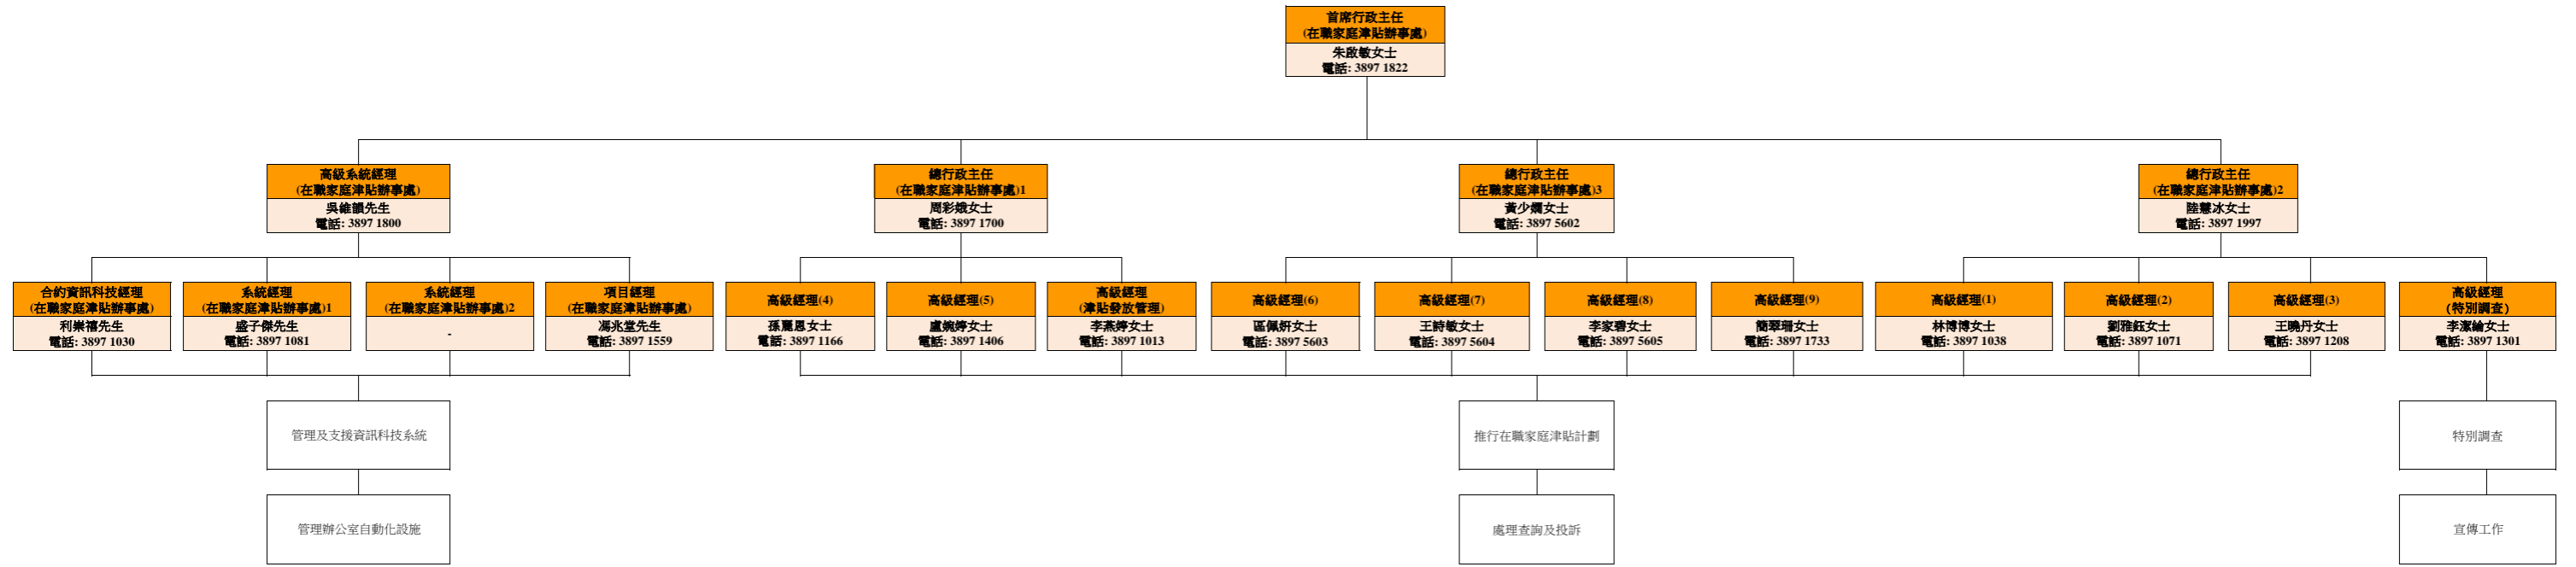 首席行政主任
(在職家庭津貼辦事處)
朱啟敏女士
電話: 3897 1822
高級系統經理
(在職家庭津貼辦事處)
吳維韻先生
電話: 3897 1800
總行政主任
(在職家庭津貼辦事處)1
周彩娥女士
電話: 3897 1700
總行政主任
(在職家庭津貼辦事處)3
黃少嫻女士
電話: 3897 5602
總行政主任
(在職家庭津貼辦事處)2
陸慧冰女士
電話: 3897 1997
合約資訊科技經理
(在職家庭津貼辦事處)
利崇禧先生
電話: 3897 1030
系統經理
(在職家庭津貼辦事處)1
盛子傑先生
電話: 3897 1081
系統經理
(在職家庭津貼辦事處)2
-
項目經理
(在職家庭津貼辦事處)
馮兆堂先生
電話: 3897 1559
高級經理(4)
孫麗恩女士
電話: 3897 1166
高級經理(5)
盧婉婷女士
電話: 3897 1406
高級經理
(津貼發放管理)
李燕婷女士
電話: 3897 1013
高級經理(6)
區佩妍女士
電話: 3897 5603
高級經理(7)
王詩敏女士
電話: 3897 5604
高級經理(8)
李家碧女士
電話: 3897 5605
高級經理(9)
簡翠珊女士
電話: 3897 1733
高級經理(1)
林博博女士
電話: 3897 1038
高級經理(2)
劉雅鈺女士
電話: 3897 1071
高級經理(3)
王曉丹女士
電話: 3897 1208
高級經理
(特別調查)
李潔綸女士
電話: 3897 1301
管理及支援資訊科技系統
推行在職家庭津貼計劃
特別調查
管理辦公室自動化設施
處理查詢及投訴
宣傳工作